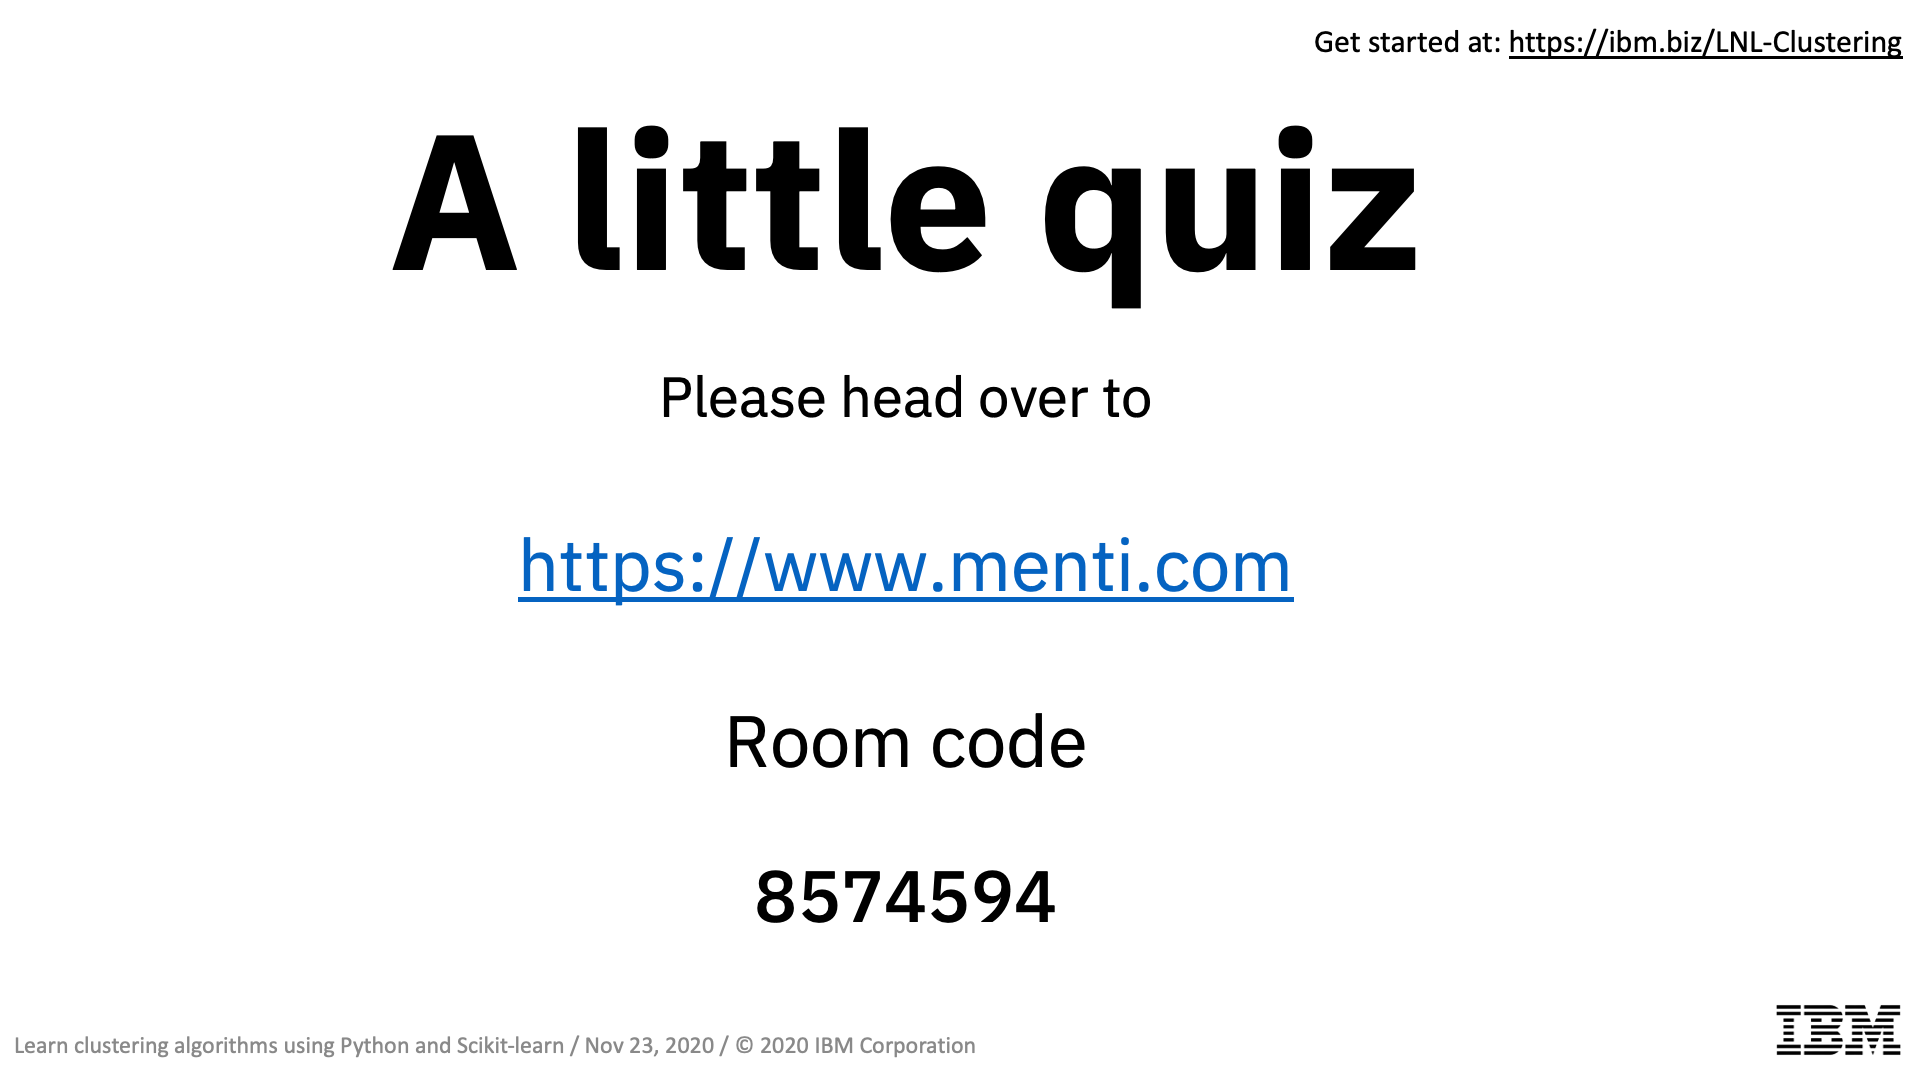 Get started at: https://ibm.biz/LNL-Clustering
A little quiz
Please head over to
https://www.menti.com
Room code
8574594
Learn clustering algorithms using Python and Scikit-learn / Nov 23, 2020 / © 2020 IBM Corporation
IBM